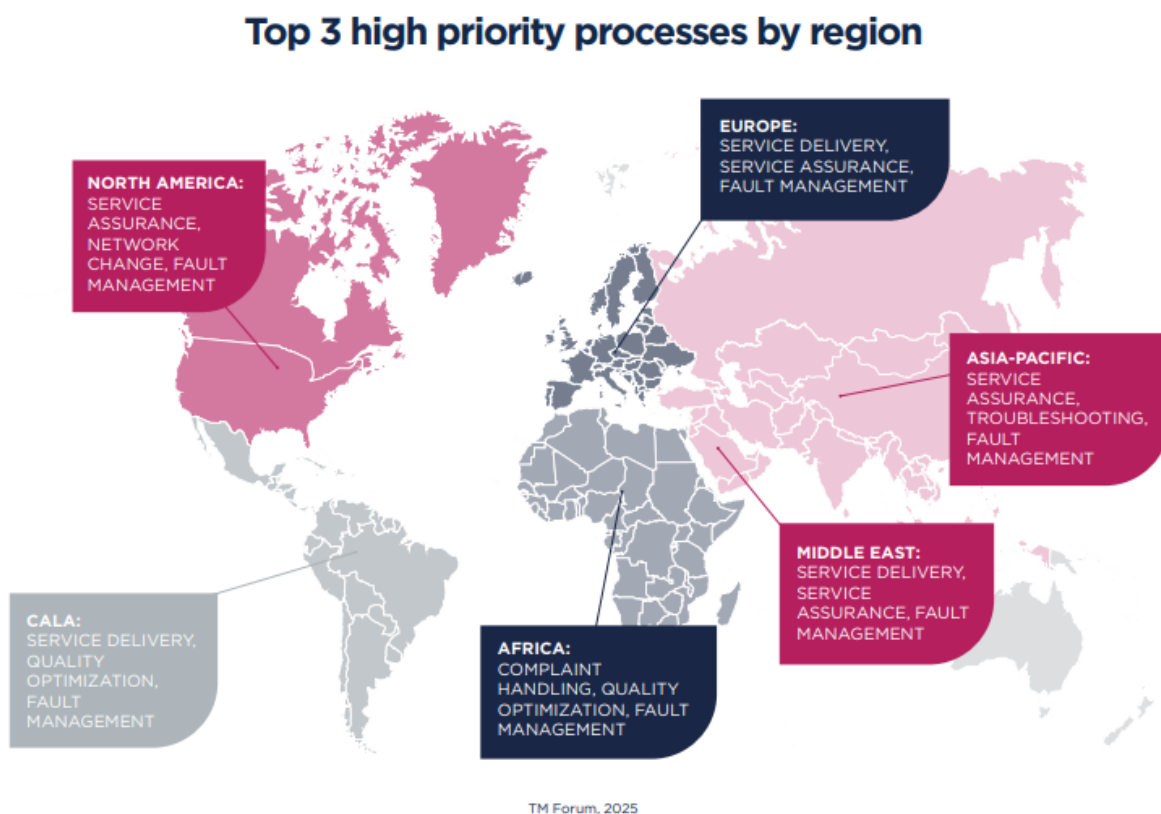 Top 3 high priority processes by region
EUROPE:
SERVICE DELIVERY,
SERVICE ASSURANCE,
FAULT MANAGEMENT
NORTH AMERICA:
SERVICE
ASSURANCE,
NETWORK
CHANGE, FAULT
MANAGEMENT
ASIA-PACIFIC:
SERVICE
ASSURANCE,
TROUBLESHOOTING,
FAULT
MANAGEMENT
MIDDLE EAST:
SERVICE DELIVERY,
SERVICE
ASSURANCE, FAULT
MANAGEMENT
CALA:
SERVICE DELIVERY,
QUALITY
OPTIMIZATION,
FAULT
MANAGEMENT
AFRICA:
COMPLAINT
HANDLING, QUALITY
OPTIMIZATION, FAULT
MANAGEMENT
TM Forum, 2025